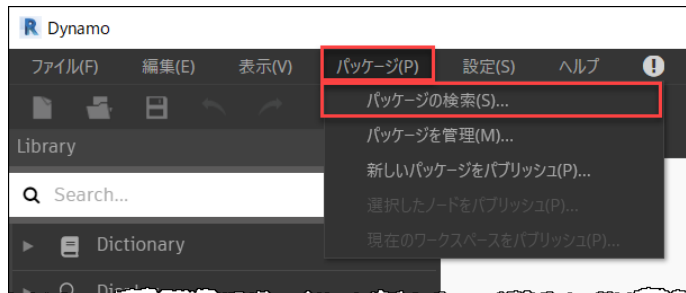 R Dynamo
ファイル(F) 編集(E) 表示(V) パッケージ(P) 設定(S) ヘルプ
パッケージの検索(S)...
パッケージを管理(M)...
Library
新しいパッケージをパブリッシュ(P)...
Search...
選択したノードをパブリッシュ(P)...
Dictionary
現在のワークスペースをパブリッシュ(P)...